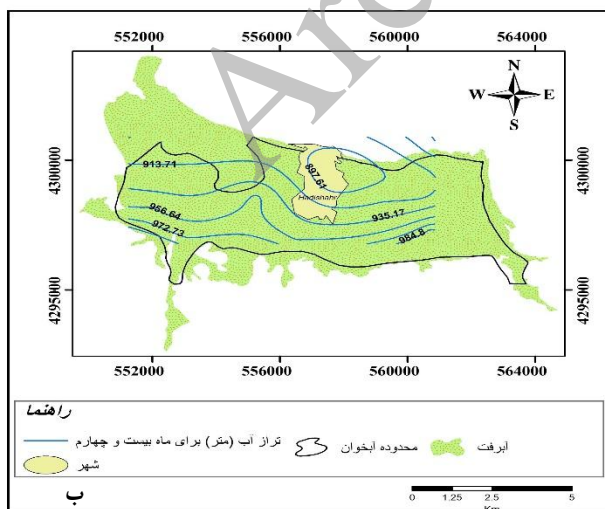 552000 556000 560000 564000
N
W E
S
4300000 4300000
4295000 4295000
913.71
897.61
Hadishahr
956.64
935.17
972.73
984.8
552000 556000 560000 564000
راهنما
تراز آب (متر) برای ماه بیست و چهارم
محدوده آبخوان
آبرفت
شهر
ب
0 1.25 2.5 5
Km